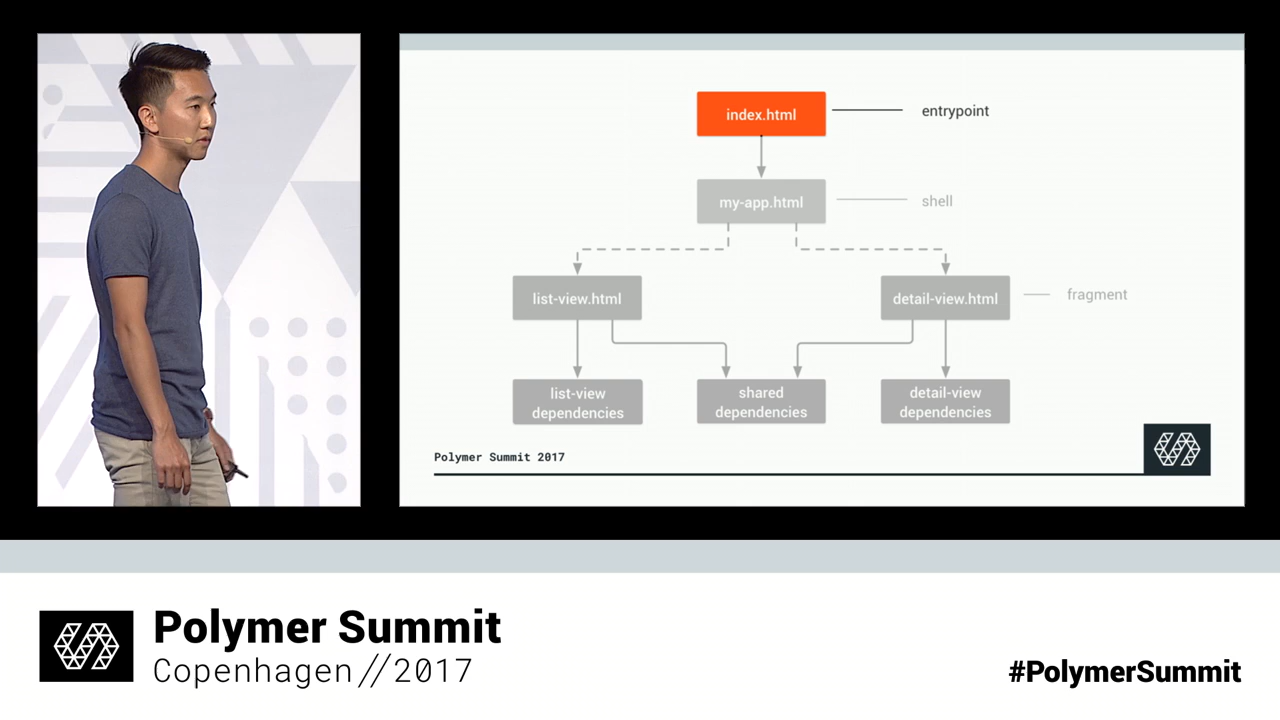 index.html
entrypoint
my-app.html
shell
list-view.html
detail-view.html
fragment
list-view
dependencies
shared
dependencies
detail-view
dependencies
Polymer Summit 2017
Polymer Summit
Copenhagen // 2017
#PolymerSummit